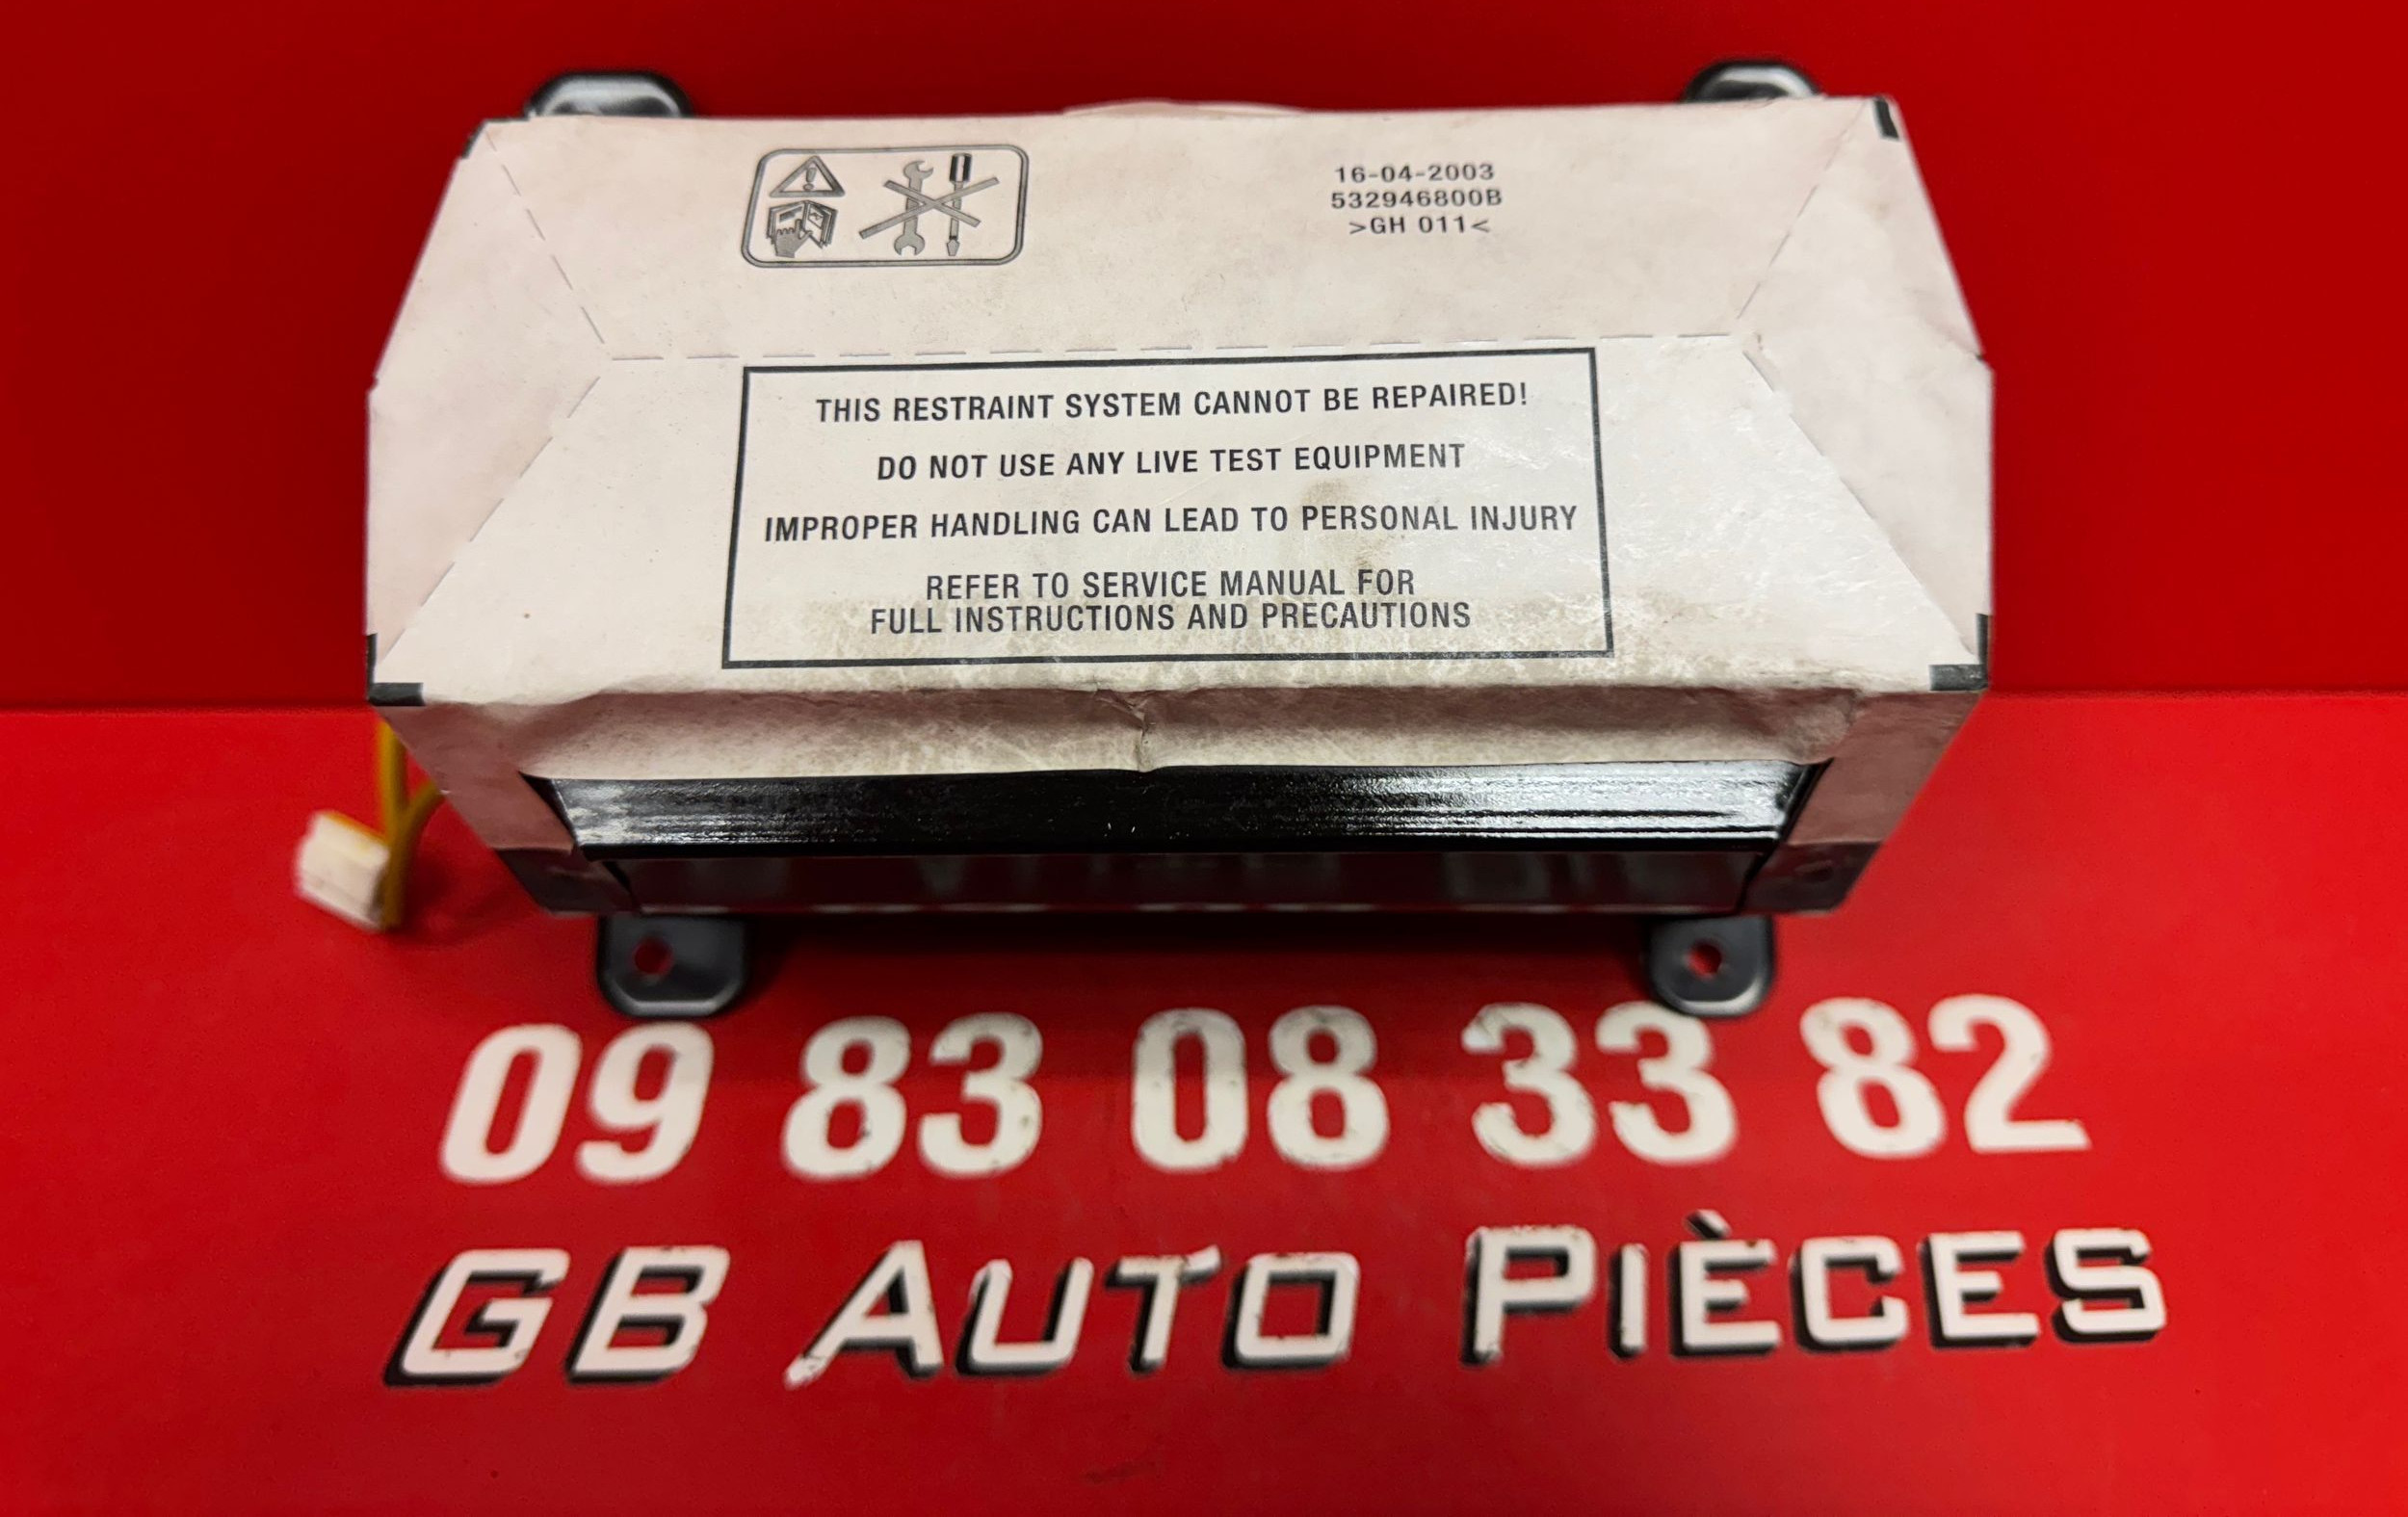 16-04-2003
532946800B
>GH 011<
THIS RESTRAINT SYSTEM CANNOT BE REPAIRED!
DO NOT USE ANY LIVE TEST EQUIPMENT
IMPROPER HANDLING CAN LEAD TO PERSONAL INJURY
REFER TO SERVICE MANUAL FOR
FULL INSTRUCTIONS AND PRECAUTIONS
09 83 08 33 82
GB AUTO PIÈCES